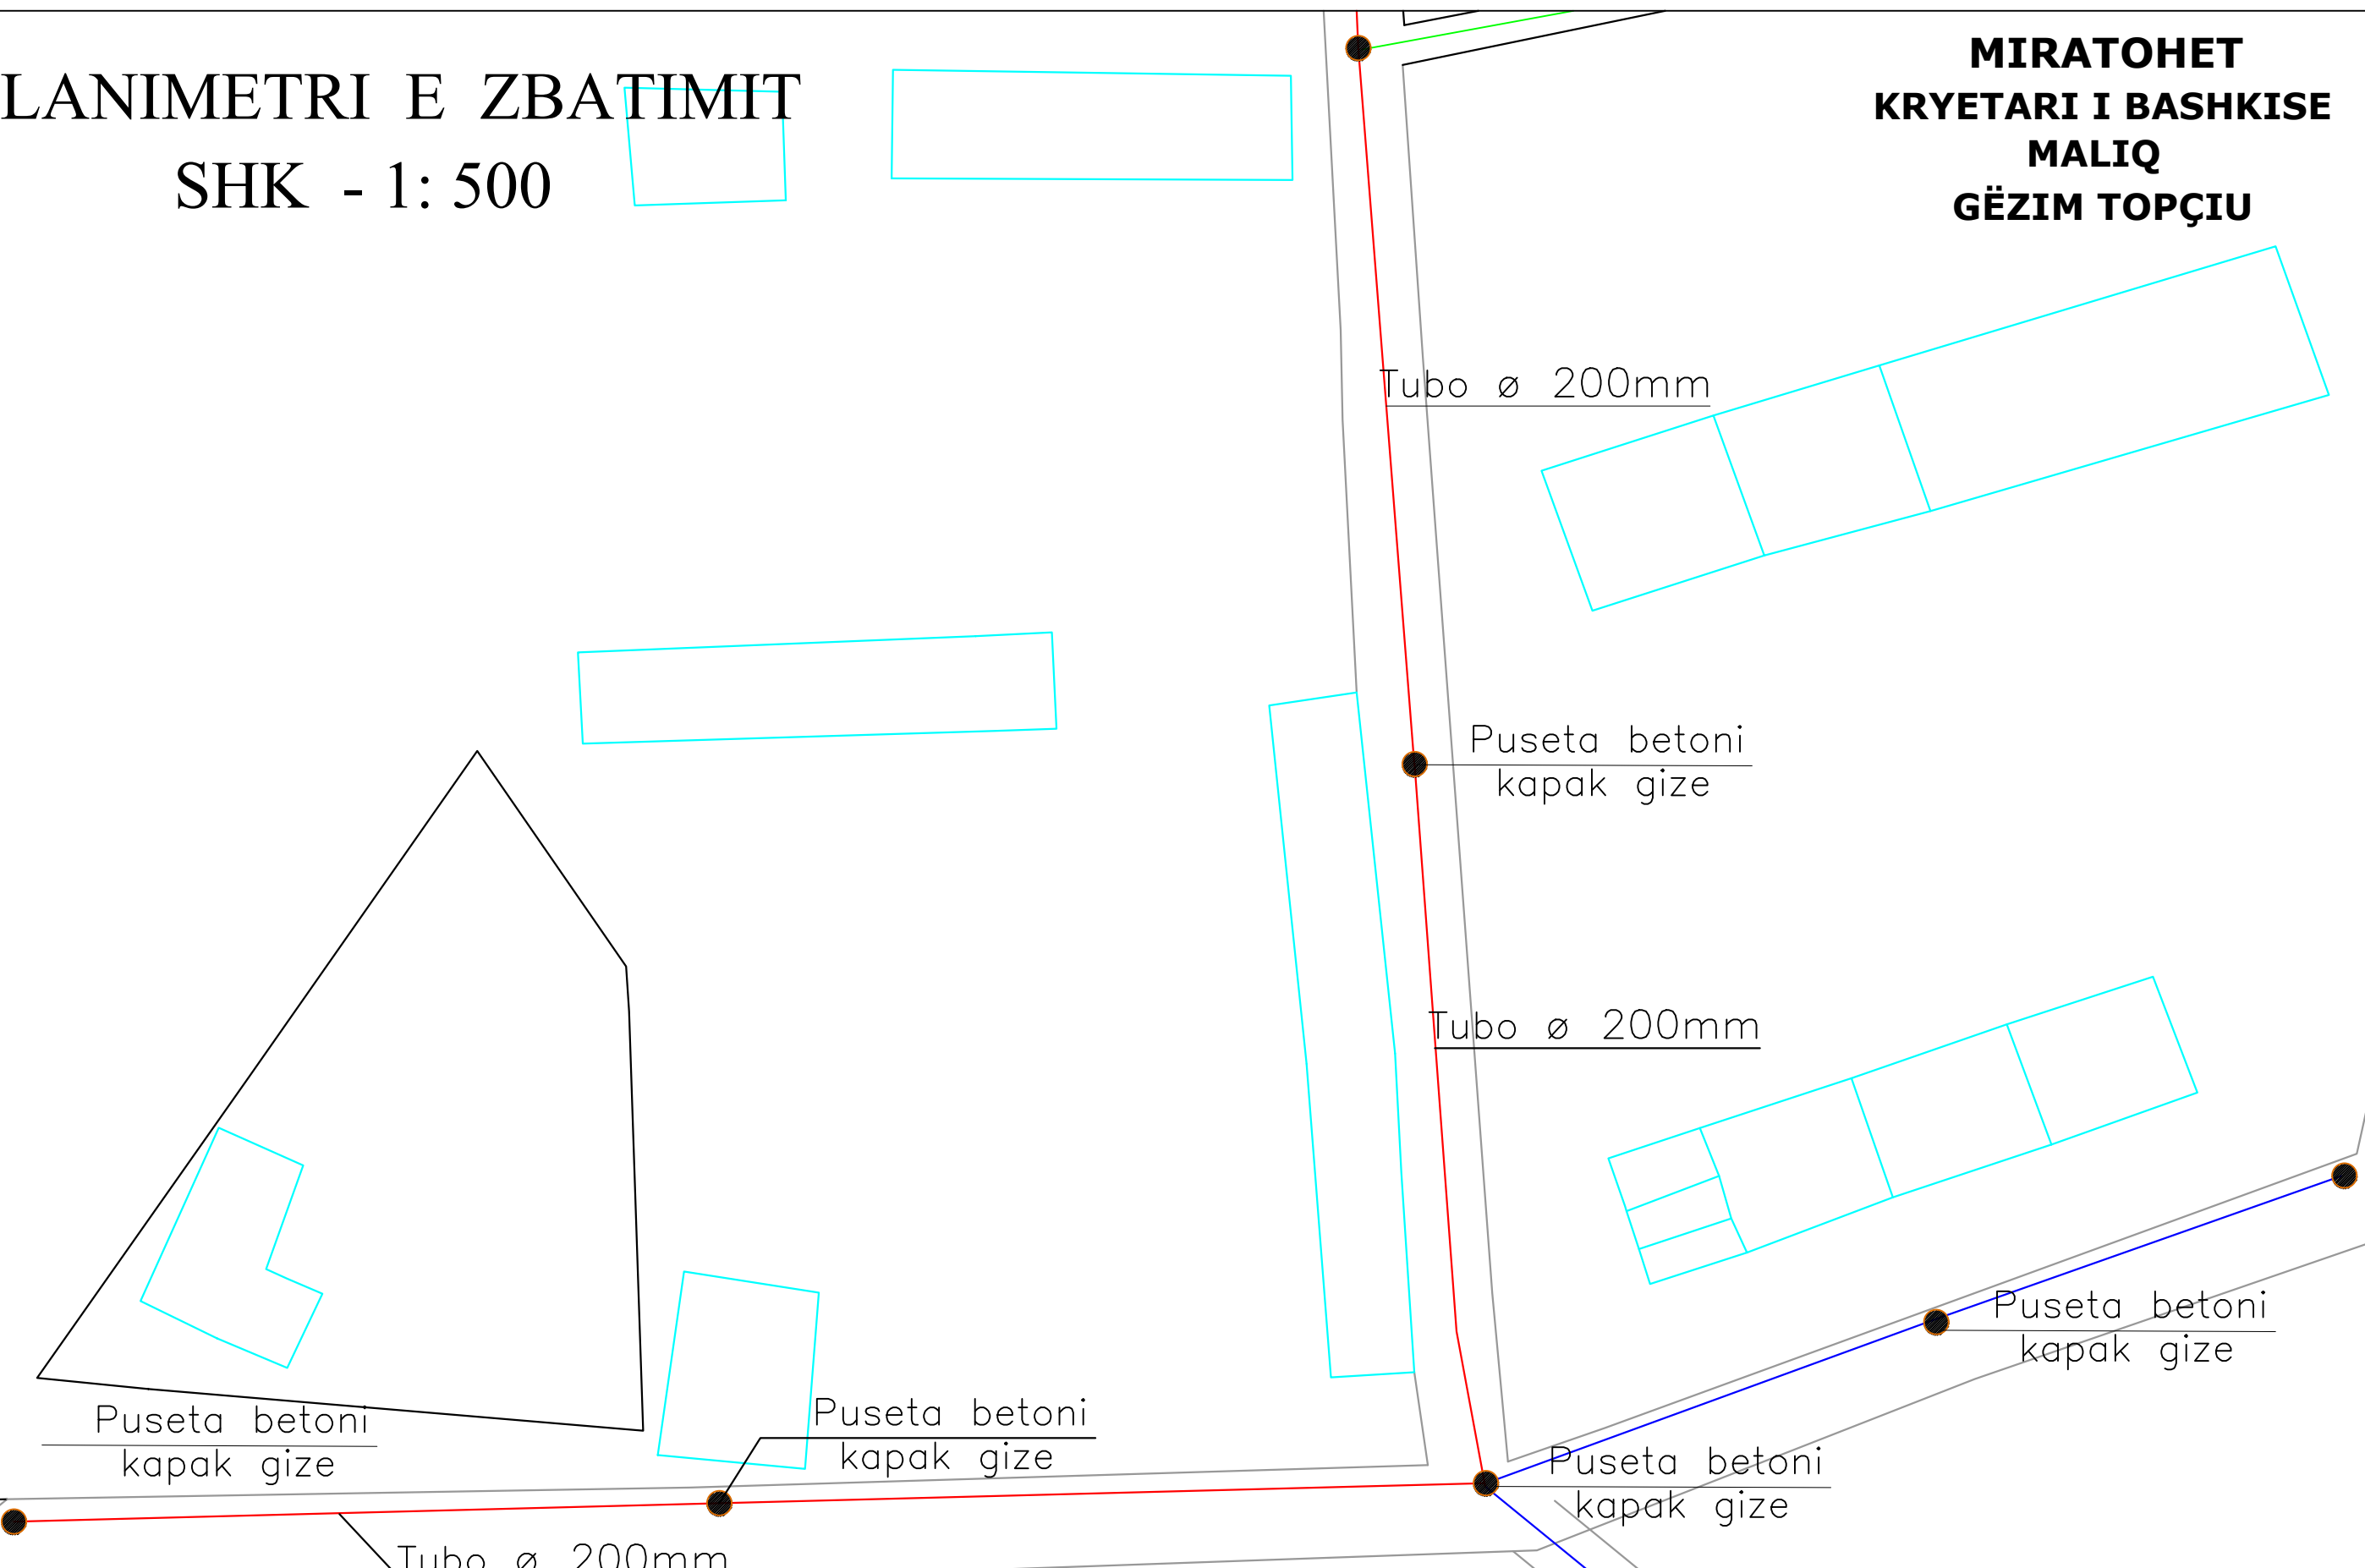 LANIMETRI E ZBATIMIT
SHK - 1: 500
MIRATOHET
KRYETARI I BASHKISE
MALIQ
GËZIM TOPÇIU
Tubo ø 200mm
Puseta betoni
kapak gize
Tubo ø 200mm
Puseta betoni
kapak gize
Puseta betoni
kapak gize
Puseta betoni
kapak gize
Puseta betoni
kapak gize
Tubo ø 200mm